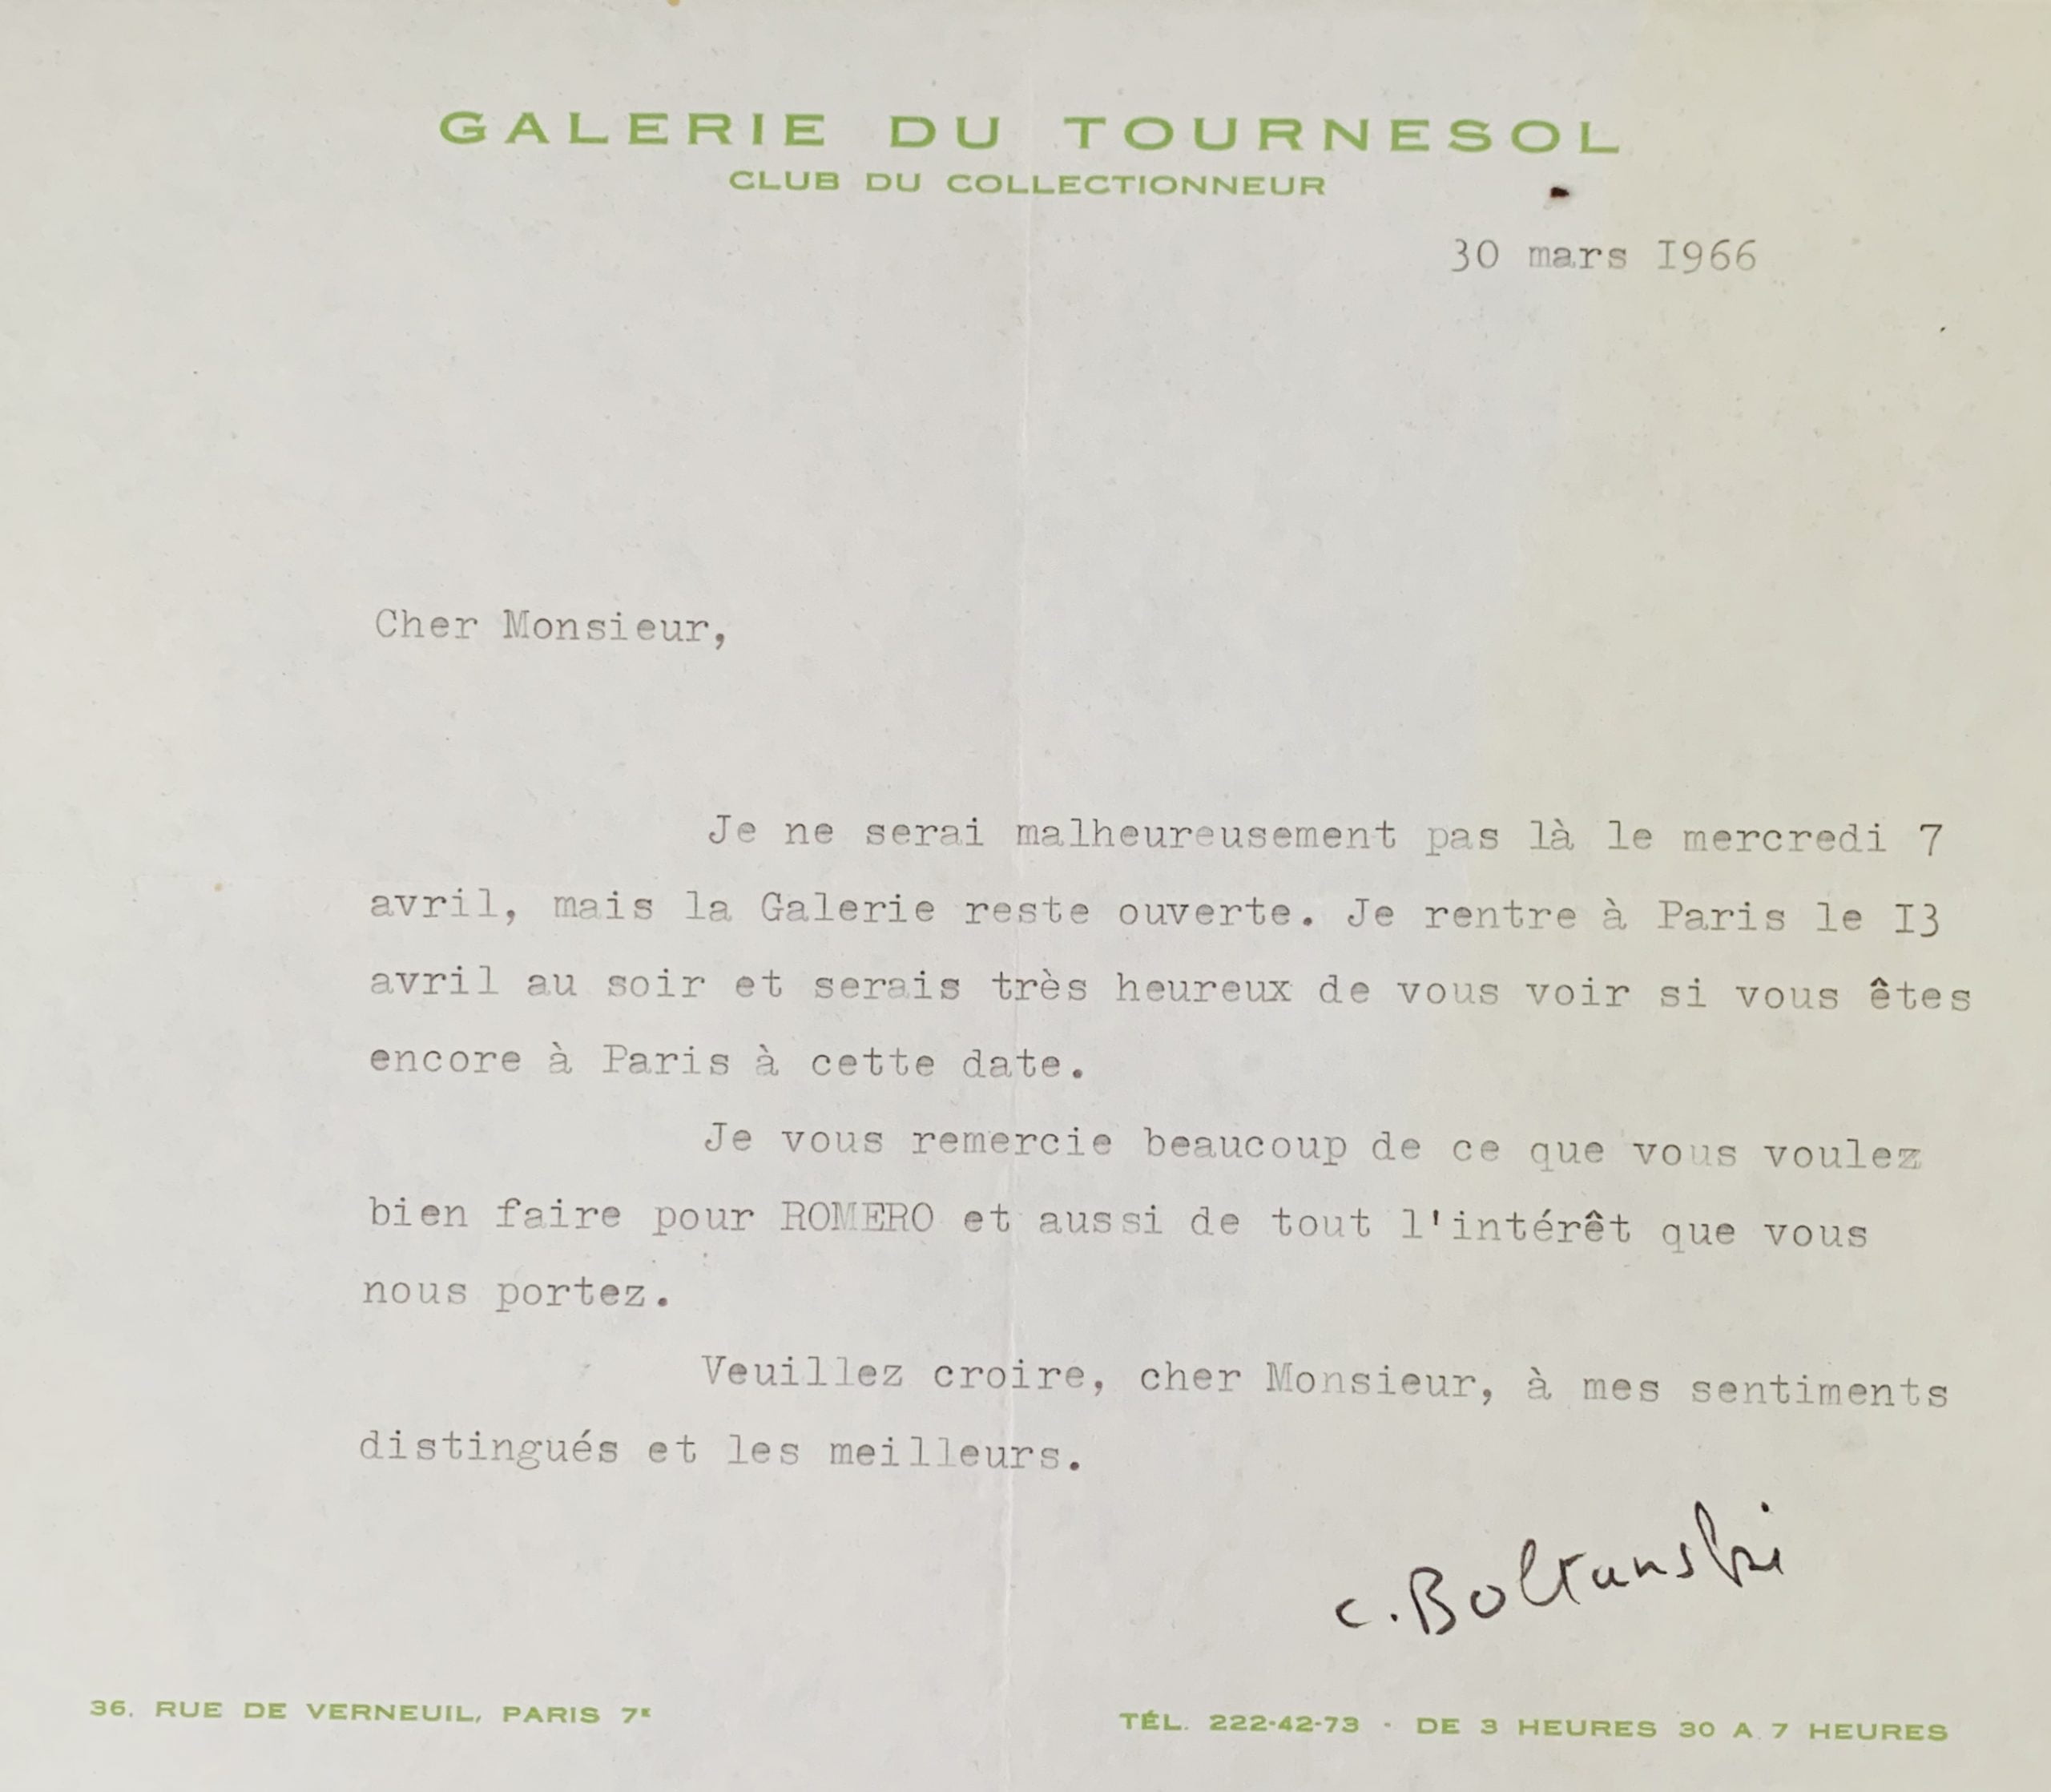 GALERIE DU TOURNESOL
CLUB DU COLLECTIONNEUR
30 mars I966
Cher Monsieur,
Je ne serai malheureusement pas là le mercredi 7
avril, mais la Galerie reste ouverte. Je rentre à Paris le I3
avril au soir et serais très heureux de vous voir si vous êtes
encore à Paris à cette date.
Je vous remercie beaucoup de ce que vous voulez
bien faire pour ROMERO et aussi de tout l'intérêt que vous
nous portez.
Veuillez croire, cher Monsieur, à mes sentiments
distingués et les meilleurs.
c. Boltanski
36, RUE DE VERNEUIL, PARIS 7E
TÉL. 222-42-73 - DE 3 HEURES 30 A 7 HEURES